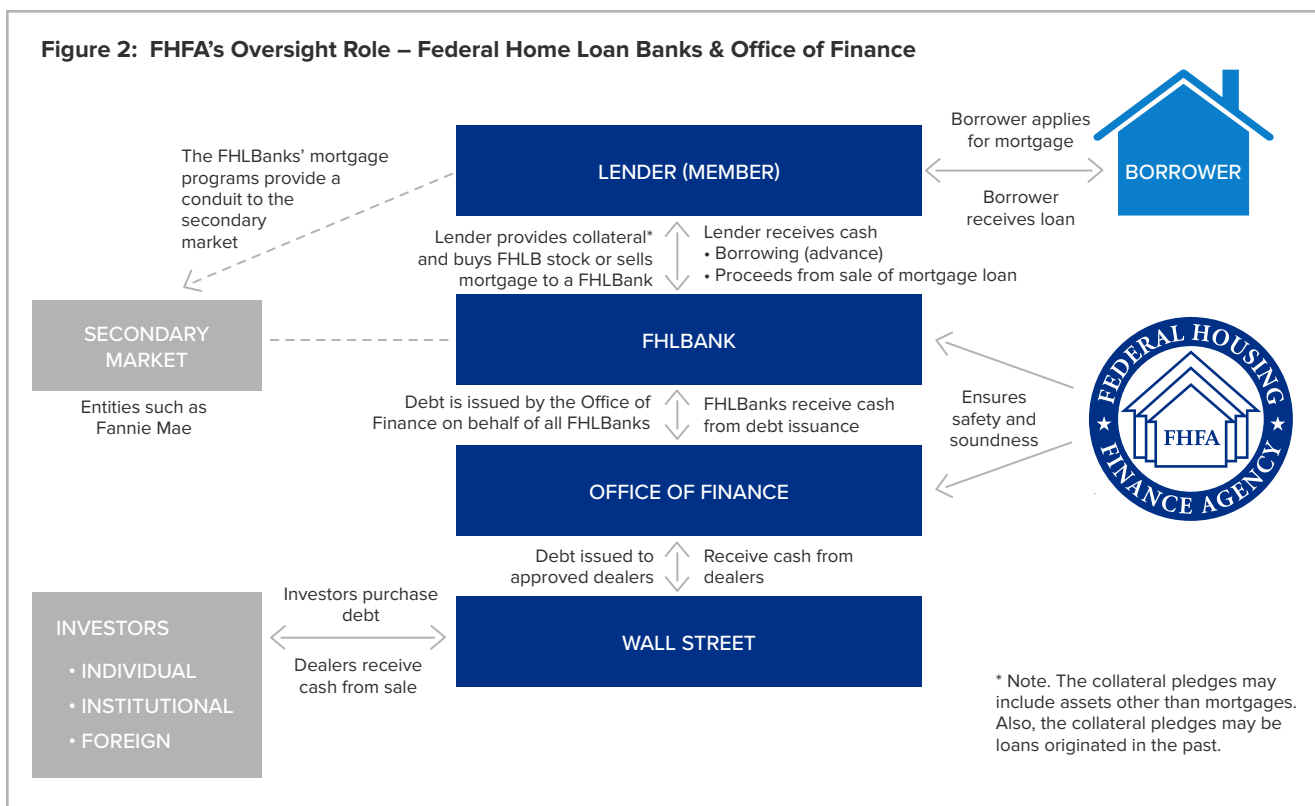 Figure 2: FHFA's Oversight Role – Federal Home Loan Banks & Office of Finance
The FHLBanks' mortgage
programs provide a
conduit to the
secondary
market
LENDER (MEMBER)
Borrower applies
for mortgage
Borrower
receives loan
BORROWER
Lender provides collateral*
and buys FHLB stock or sells
mortgage to a FHLBank
Lender receives cash
• Borrowing (advance)
• Proceeds from sale of mortgage loan
SECONDARY
MARKET
Entities such as
Fannie Mae
FHLBANK
Ensures
safety and
soundness
FEDERAL HOUSING
FINANCE AGENCY
FHFA
Debt is issued by the Office of
Finance on behalf of all FHLBanks
FHLBanks receive cash
from debt issuance
OFFICE OF FINANCE
Debt issued to
approved dealers
Receive cash from
dealers
INVESTORS
• INDIVIDUAL
• INSTITUTIONAL
• FOREIGN
Investors purchase
debt
Dealers receive
cash from sale
WALL STREET
* Note. The collateral pledges may
include assets other than mortgages.
Also, the collateral pledges may be
loans originated in the past.